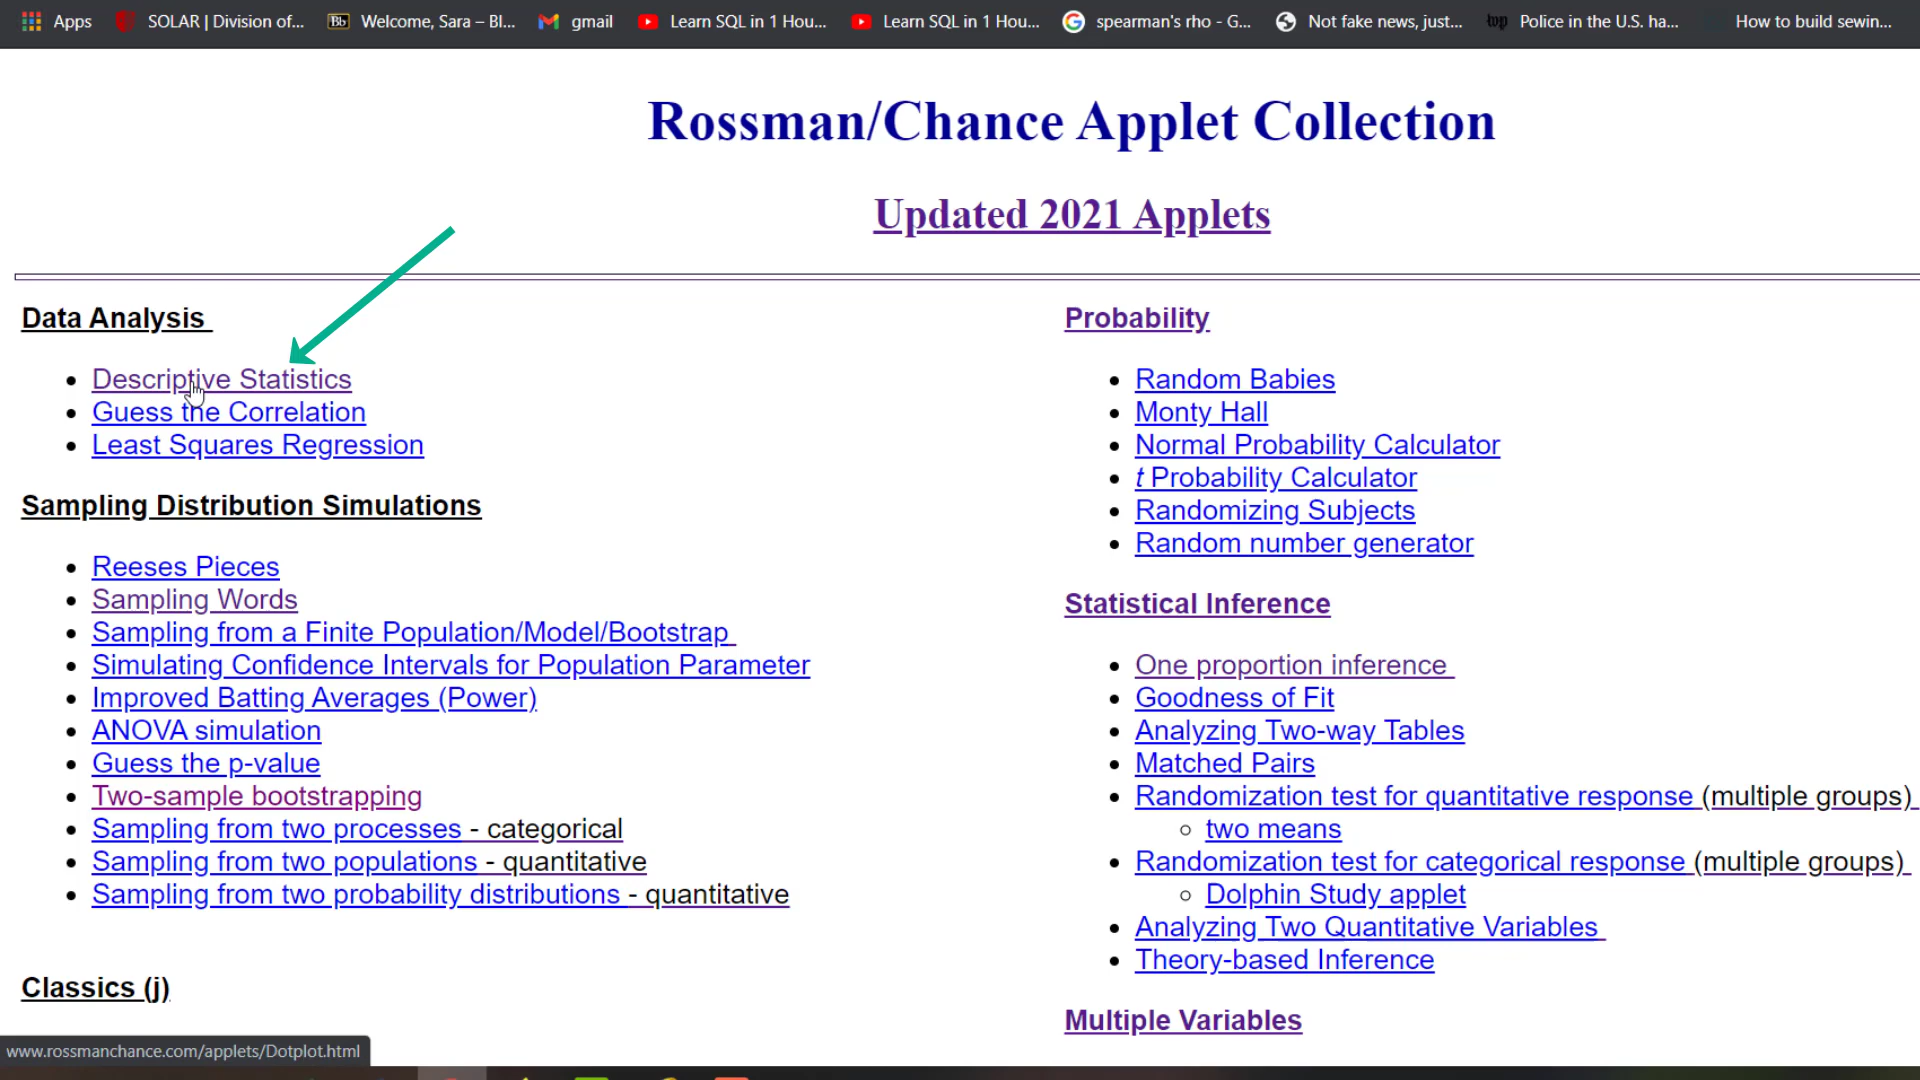 Apps SOLAR | Division of... Bb Welcome, Sara – Bl... gmail Learn SQL in 1 Hou... Learn SQL in 1 Hou... spearman's rho - G... Not fake news, just... wp Police in the U.S. ha... How to build sewin...
Rossman/Chance Applet Collection
Updated 2021 Applets
Data Analysis
Descriptive Statistics
Guess the Correlation
Least Squares Regression
Sampling Distribution Simulations
Reeses Pieces
Sampling Words
Sampling from a Finite Population/Model/Bootstrap
Simulating Confidence Intervals for Population Parameter
Improved Batting Averages (Power)
ANOVA simulation
Guess the p-value
Two-sample bootstrapping
Sampling from two processes - categorical
Sampling from two populations - quantitative
Sampling from two probability distributions - quantitative
Classics (j)
Probability
Random Babies
Monty Hall
Normal Probability Calculator
t Probability Calculator
Randomizing Subjects
Random number generator
Statistical Inference
One proportion inference
Goodness of Fit
Analyzing Two-way Tables
Matched Pairs
Randomization test for quantitative response (multiple groups)
two means
Randomization test for categorical response (multiple groups)
Dolphin Study applet
Analyzing Two Quantitative Variables
Theory-based Inference
Multiple Variables
www.rossmanchance.com/applets/Dotplot.html